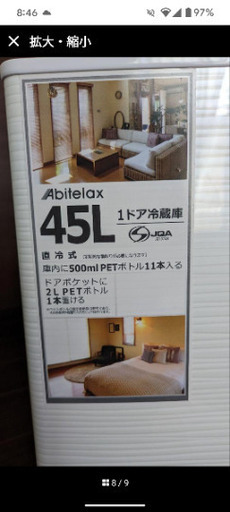 8:46
97%
× 拡大・縮小
Abitelax
45L 1ドア冷蔵庫
JQA
直冷式
庫内に500ml PETボトル11本入る
ドアポケットに
2L PETボトル
1本置ける
8/9